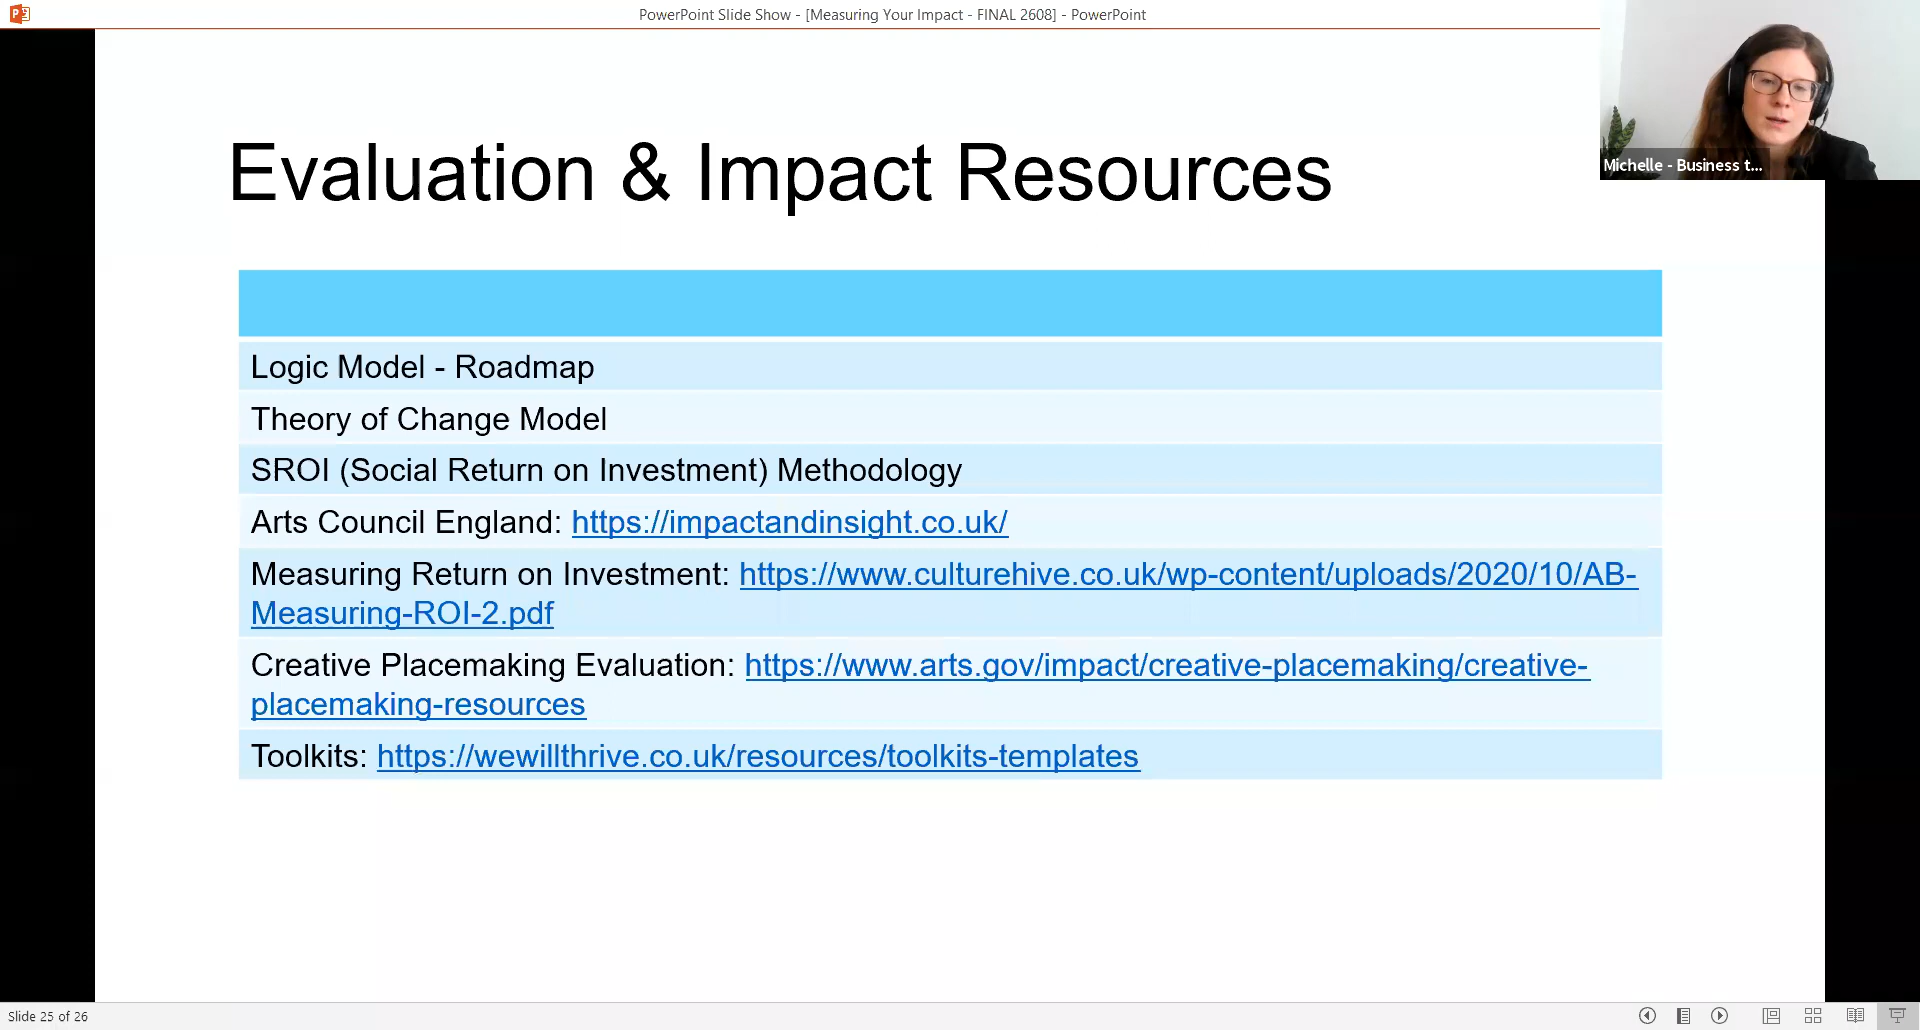 PowerPoint Slide Show - [Measuring Your Impact - FINAL 2608] - PowerPoint
Michelle - Business t...
Evaluation & Impact Resources
Logic Model - Roadmap
Theory of Change Model
SROI (Social Return on Investment) Methodology
Arts Council England: https://impactandinsight.co.uk/
Measuring Return on Investment: https://www.culturehive.co.uk/wp-content/uploads/2020/10/AB-
Measuring-ROI-2.pdf
Creative Placemaking Evaluation: https://www.arts.gov/impact/creative-placemaking/creative-
placemaking-resources
Toolkits: https://wewillthrive.co.uk/resources/toolkits-templates
Slide 25 of 26